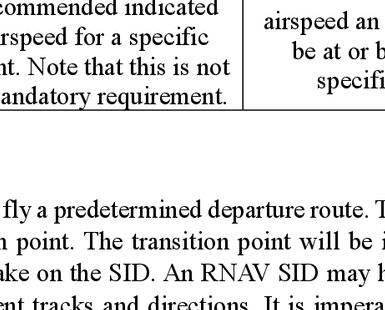 commended indicated
airspeed for a specific
nt. Note that this is not
andatory requirement.
airspeed an
be at or b
specifi
fly a predetermined departure route. T
n point. The transition point will be i
ake on the SID. An RNAV SID may h
ent tracks and directions. It is impera